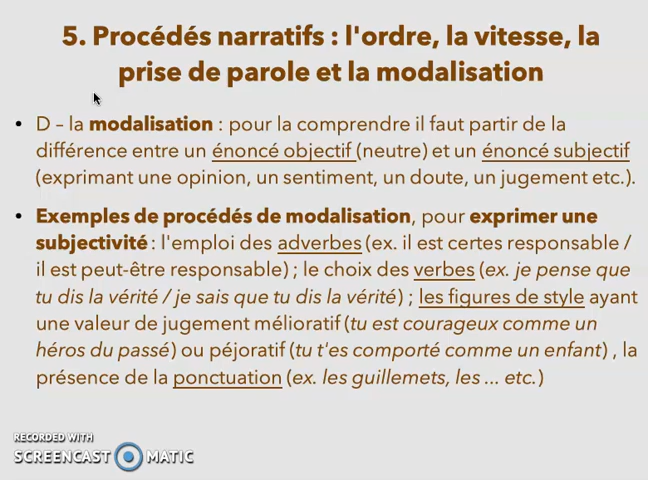 5. Procédés narratifs : l'ordre, la vitesse, la
prise de parole et la modalisation
• D – la modalisation : pour la comprendre il faut partir de la
différence entre un énoncé objectif (neutre) et un énoncé subjectif
(exprimant une opinion, un sentiment, un doute, un jugement etc.).
• Exemples de procédés de modalisation, pour exprimer une
subjectivité : l'emploi des adverbes (ex. il est certes responsable /
il est peut-être responsable) ; le choix des verbes (ex. je pense que
tu dis la vérité / je sais que tu dis la vérité) ; les figures de style ayant
une valeur de jugement mélioratif (tu est courageux comme un
héros du passé) ou péjoratif (tu t'es comporté comme un enfant) , la
présence de la ponctuation (ex. les guillemets, les ... etc.)
RECORDED WITH
SCREENCAST MATIC